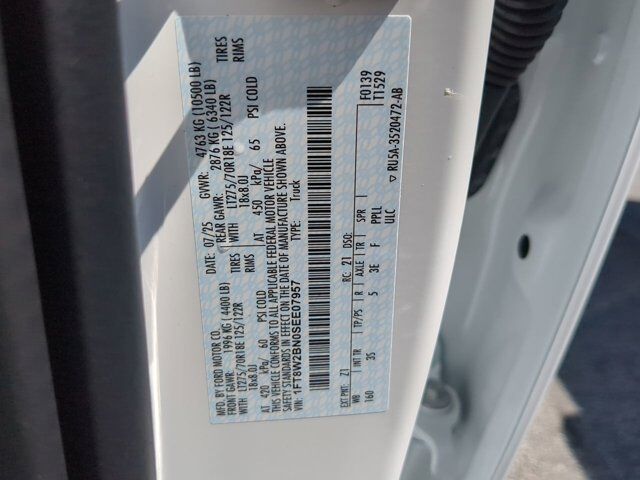 MFD. BY FORD MOTOR CO. DATE: 07/25 GVWR: 4763 KG (10500 LB)
FRONT GAWR: 1996 KG (4400 LB) REAR GAWR: 2876 KG (6340 LB)
WITH LT275/70R18E 125/122R TIRES WITH LT275/70R18E 125/122R TIRES
18x8.0J RIMS 18x8.0J RIMS
AT 420 kPa/ 60 PSI COLD AT 450 kPa/ 65 PSI COLD
THIS VEHICLE CONFORMS TO ALL APPLICABLE FEDERAL MOTOR VEHICLE
SAFETY STANDARDS IN EFFECT ON THE DATE OF MANUFACTURE SHOWN ABOVE.
VIN: 1FT8W2BN0SEE07957 TYPE: Truck
F0139
T1529
EXT PNT: Z1 RC: 21 DSO:
WB INT TR TP/PS R AXLE TR SPR
160 3S 5 3E F PPLL
ULC
▽ RU5A-3520472-AB